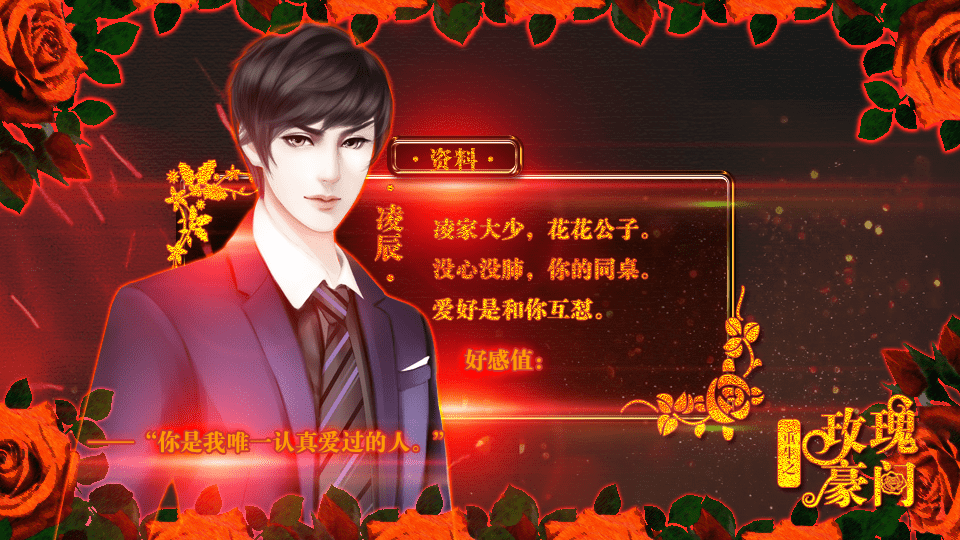 ·资料·
·凌辰·
凌家大少，花花公子。
没心没肺，你的同桌。
爱好是和你互怼。
好感值：
——“你是我唯一认真爱过的人。”
玫瑰
豪门